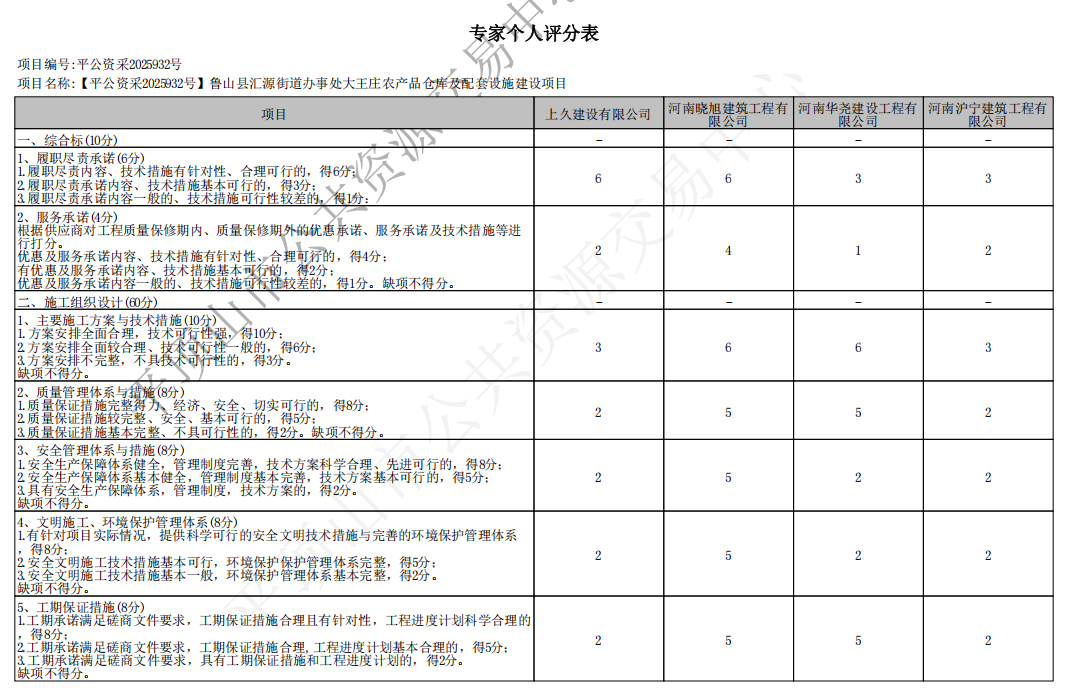 专家个人评分表
项目编号:平公资采2025932号
项目名称:【平公资采2025932号】鲁山县汇源街道办事处大王庄农产品仓库及配套设施建设项目
项目
上久建设有限公司
河南晓旭建筑工程有
限公司
河南华尧建设工程有
限公司
河南沪宁建筑工程有
限公司
一、综合标(10分)
－ － － －
1、履职尽责承诺(6分)
1.履职尽责内容、技术措施有针对性、合理可行的，得6分；
2.履职尽责承诺内容、技术措施基本可行的，得3分；
3.履职尽责承诺内容一般的、技术措施可行性较差的，得1分；
6 6 3 3
2、服务承诺(4分)
根据供应商对工程质量保修期内、质量保修期外的优惠承诺、服务承诺及技术措施等进
行打分。
优惠及服务承诺内容、技术措施有针对性、合理可行的，得4分；
有优惠及服务承诺内容、技术措施基本可行的，得2分；
优惠及服务承诺内容一般的、技术措施可行性较差的，得1分。缺项不得分。
2 4 1 2
二、施工组织设计(60分)
－ － － －
1、主要施工方案与技术措施(10分)
1.方案安排全面合理，技术可行性强，得10分；
2.方案安排全面较合理、技术可行性一般的，得6分；
3.方案安排不完整，不具技术可行性的，得3分。
缺项不得分。
3 6 6 3
2、质量管理体系与措施(8分)
1.质量保证措施完整得力、经济、安全、切实可行的，得8分；
2.质量保证措施较完整、安全、基本可行的，得5分；
3.质量保证措施基本完整、不具可行性的，得2分。缺项不得分。
2 5 5 2
3、安全管理体系与措施(8分)
1.安全生产保障体系健全，管理制度完善，技术方案科学合理、先进可行的，得8分；
2.安全生产保障体系基本健全，管理制度基本完善，技术方案基本可行的，得5分；
3.具有安全生产保障体系，管理制度，技术方案的，得2分。
缺项不得分。
2 5 2 2
4、文明施工、环境保护管理体系(8分)
1.有针对项目实际情况，提供科学可行的安全文明技术措施与完善的环境保护管理体系
，得8分；
2.安全文明施工技术措施基本可行，环境保护保护管理体系完整，得5分；
3.安全文明施工技术措施基本一般，环境保护管理体系基本完整，得2分。
缺项不得分。
2 5 2 2
5、工期保证措施(8分)
1.工期承诺满足磋商文件要求，工期保证措施合理且有针对性，工程进度计划科学合理的
，得8分；
2.工期承诺满足磋商文件要求，工期保证措施合理,工程进度计划基本合理的，得5分；
3.工期承诺满足磋商文件要求，具有工期保证措施和工程进度计划的，得2分。
缺项不得分。
2 5 5 2
平顶山市公共资源交易中心
平顶山市公共资源交易中心